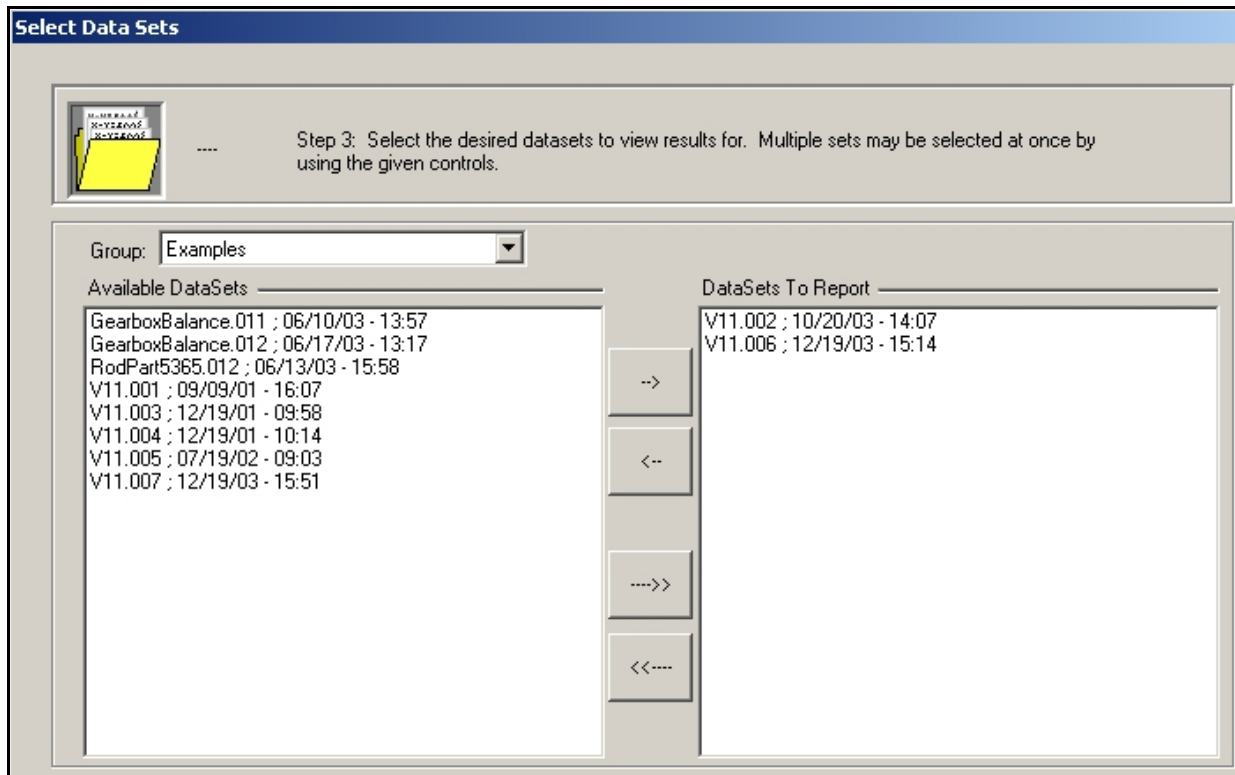 Select Data Sets
----
Step 3:  Select the desired datasets to view results for.  Multiple sets may be selected at once by
using the given controls.
Group: Examples
Available DataSets
GearboxBalance.011 ; 06/10/03 - 13:57
GearboxBalance.012 ; 06/17/03 - 13:17
RodPart5365.012 ; 06/13/03 - 15:58
V11.001 ; 09/09/01 - 16:07
V11.003 ; 12/19/01 - 09:58
V11.004 ; 12/19/01 - 10:14
V11.005 ; 07/19/02 - 09:03
V11.007 ; 12/19/03 - 15:51
-->
<--
---->>
<<----
DataSets To Report
V11.002 ; 10/20/03 - 14:07
V11.006 ; 12/19/03 - 15:14